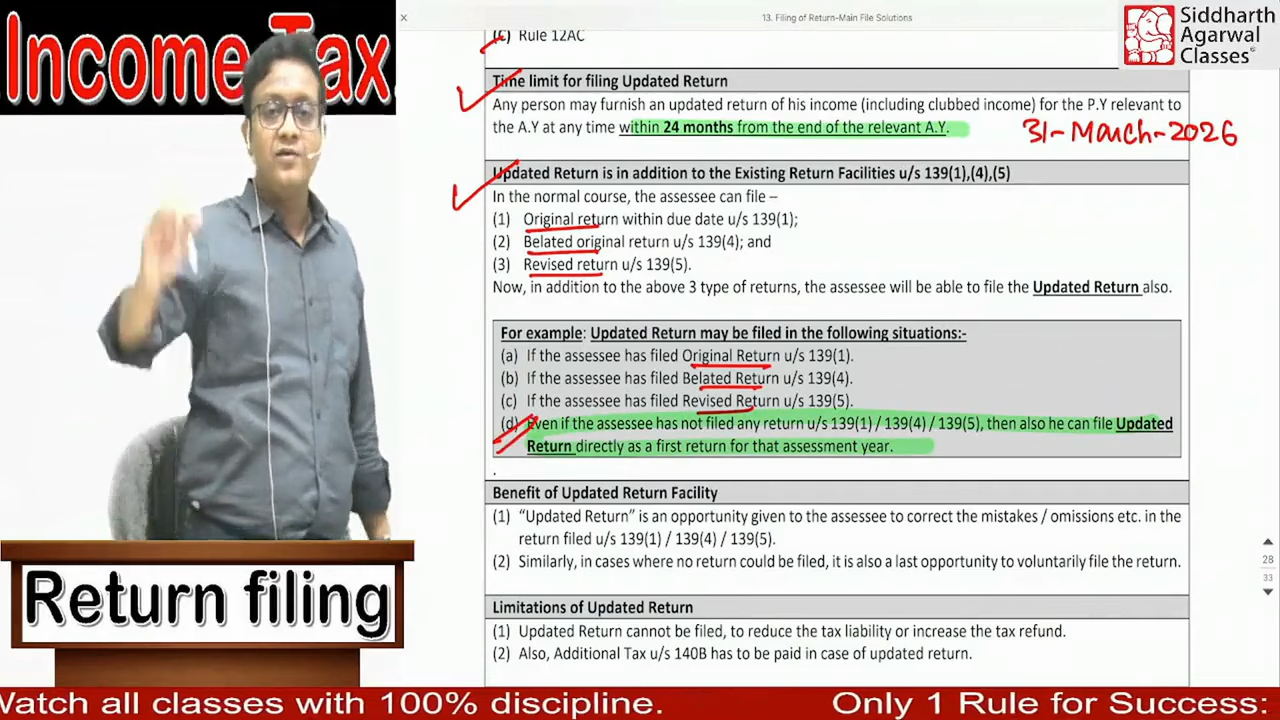 Income Tax.
13. Filing of Return-Main File Solutions
Siddharth
Agarwal
Classes
(c) Rule 12AC
Time limit for filing Updated Return
Any person may furnish an updated return of his income (including clubbed income) for the P.Y relevant to
the A.Y at any time within 24 months from the end of the relevant A.Y.
31-March-2026
Updated Return is in addition to the Existing Return Facilities u/s 139(1),(4),(5)
In the normal course, the assessee can file –
(1) Original return within due date u/s 139(1);
(2) Belated original return u/s 139(4); and
(3) Revised return u/s 139(5).
Now, in addition to the above 3 type of returns, the assessee will be able to file the Updated Return also.
For example: Updated Return may be filed in the following situations:-
(a) If the assessee has filed Original Return u/s 139(1).
(b) If the assessee has filed Belated Return u/s 139(4).
(c) If the assessee has filed Revised Return u/s 139(5).
(d) Even if the assessee has not filed any return u/s 139(1) / 139(4) / 139(5), then also he can file Updated
Return directly as a first return for that assessment year.
.
Benefit of Updated Return Facility
(1) "Updated Return" is an opportunity given to the assessee to correct the mistakes / omissions etc. in the
return filed u/s 139(1) / 139(4) / 139(5).
(2) Similarly, in cases where no return could be filed, it is also a last opportunity to voluntarily file the return.
28
33
Limitations of Updated Return
(1) Updated Return cannot be filed, to reduce the tax liability or increase the tax refund.
(2) Also, Additional Tax u/s 140B has to be paid in case of updated return.
Return filing
Watch all classes with 100% discipline. Only 1 Rule for Success: